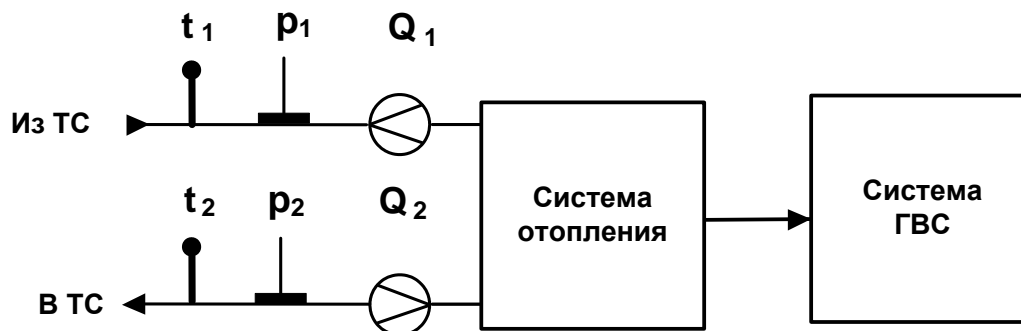 t 1 p1 Q 1
Из ТС
Система отопления
Система ГВС
t 2 p2 Q 2
В ТС